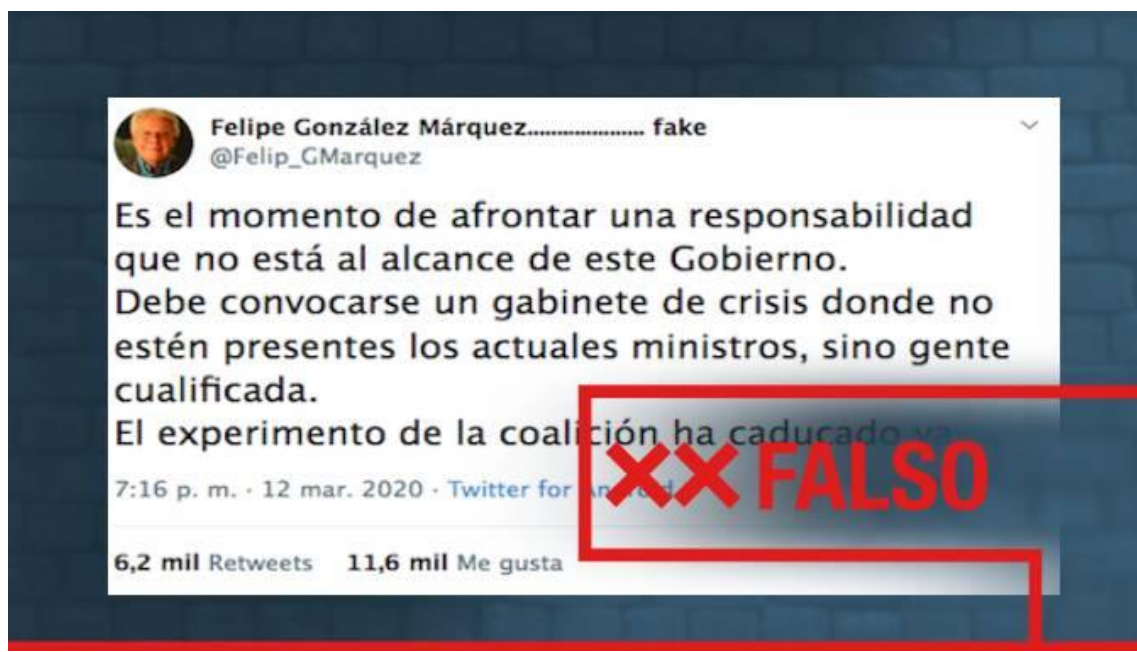 Felipe González Márquez..................... fake
@Felip_GMarquez
Es el momento de afrontar una responsabilidad
que no está al alcance de este Gobierno.
Debe convocarse un gabinete de crisis donde no
estén presentes los actuales ministros, sino gente
cualificada.
El experimento de la coalición ha caducado ya.
7:16 p. m. · 12 mar. 2020 · Twitter for Android
XX FALSO
6,2 mil Retweets 11,6 mil Me gusta